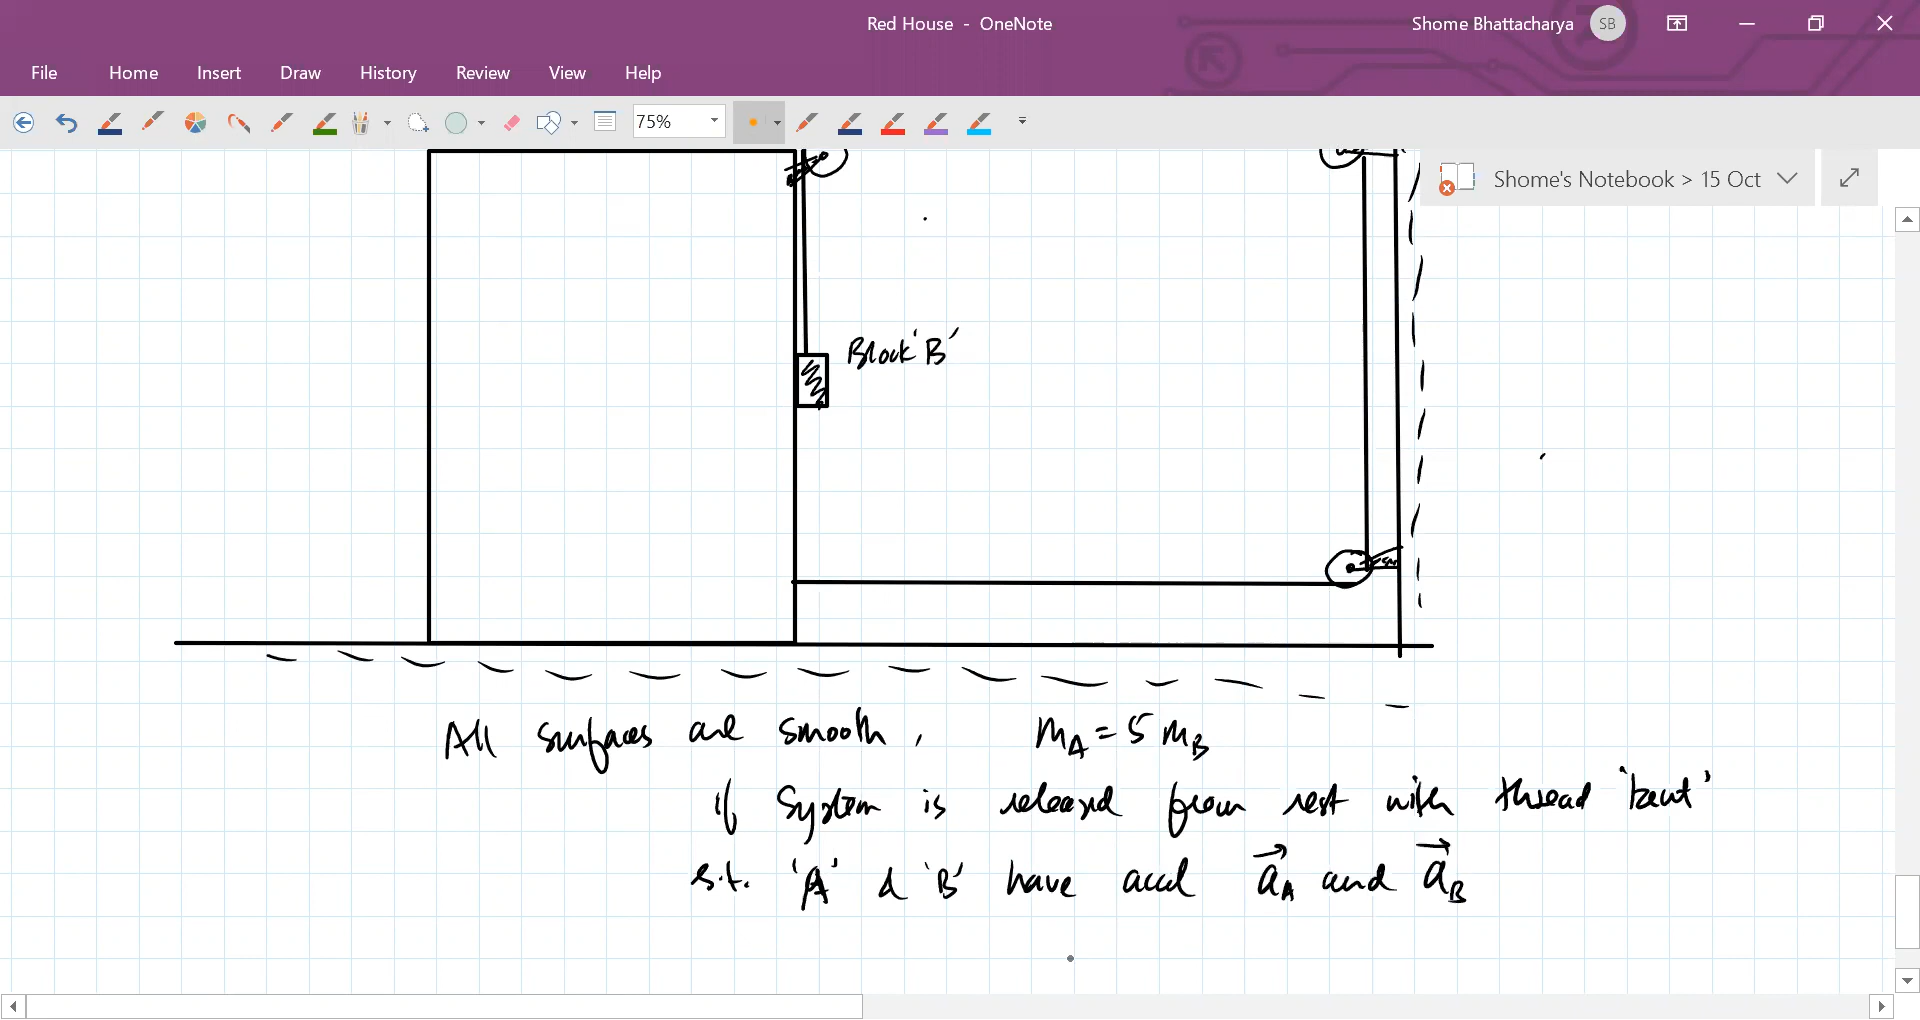 Red House - OneNote
Shome Bhattacharya SB
File Home Insert Draw History Review View Help
75%
Shome's Notebook > 15 Oct
Block 'B'
All surfaces are smooth, mA = 5 mB
if system is released from rest with thread 'taut'
s.t. 'A' & 'B' have accl a⃗A and a⃗B